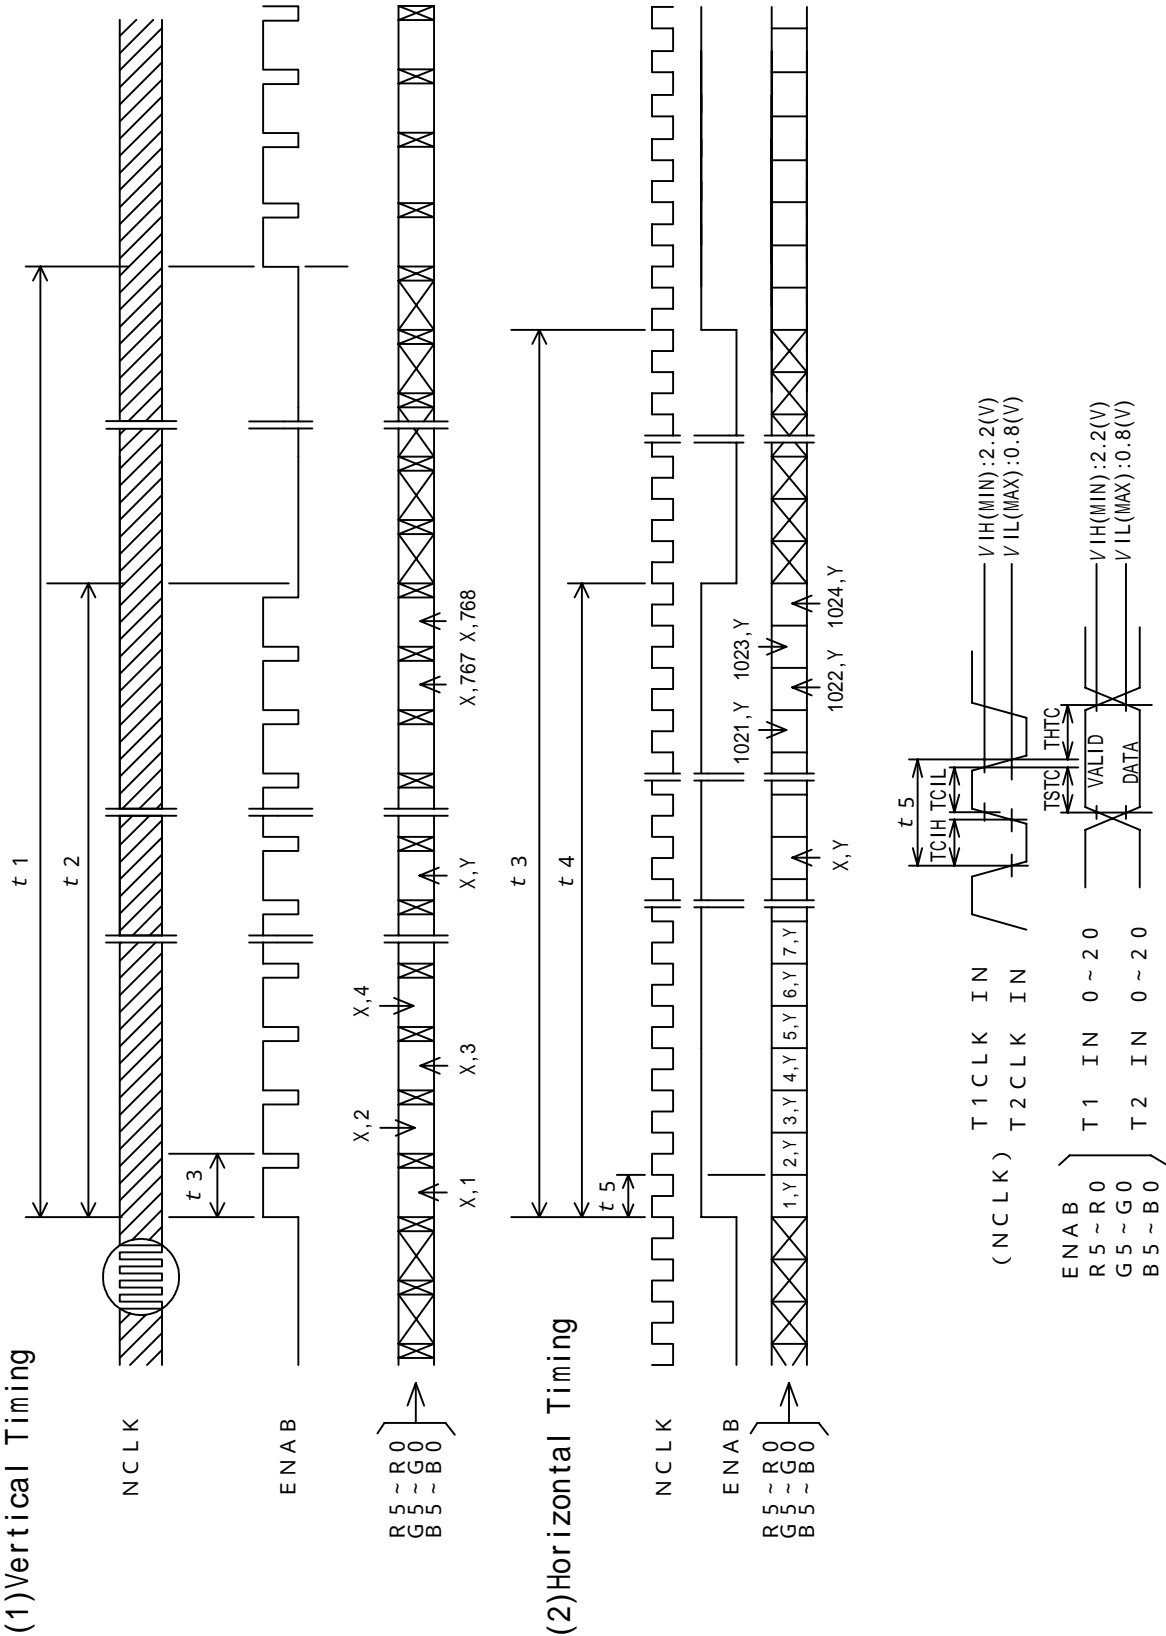 (1)Vertical Timing
t1
t2
t3
NCLK
ENAB
X,2
X,4
R5~R0
G5~G0
B5~B0
X,1
X,3
X,Y
X,767
X,768
(2)Horizontal Timing
t3
t4
t5
NCLK
ENAB
1021,Y
1023,Y
R5~R0
G5~G0
B5~B0
1,Y 2,Y 3,Y 4,Y 5,Y 6,Y 7,Y
X,Y
1022,Y
1024,Y
t5
TCIH TCIL
(NCLK)
T1CLK IN
T2CLK IN
VIH(MIN):2.2(V)
VIL(MAX):0.8(V)
TSTC THTC
ENAB
R5~R0
G5~G0
B5~B0
T1 IN 0~20
T2 IN 0~20
VALID
DATA
VIH(MIN):2.2(V)
VIL(MAX):0.8(V)